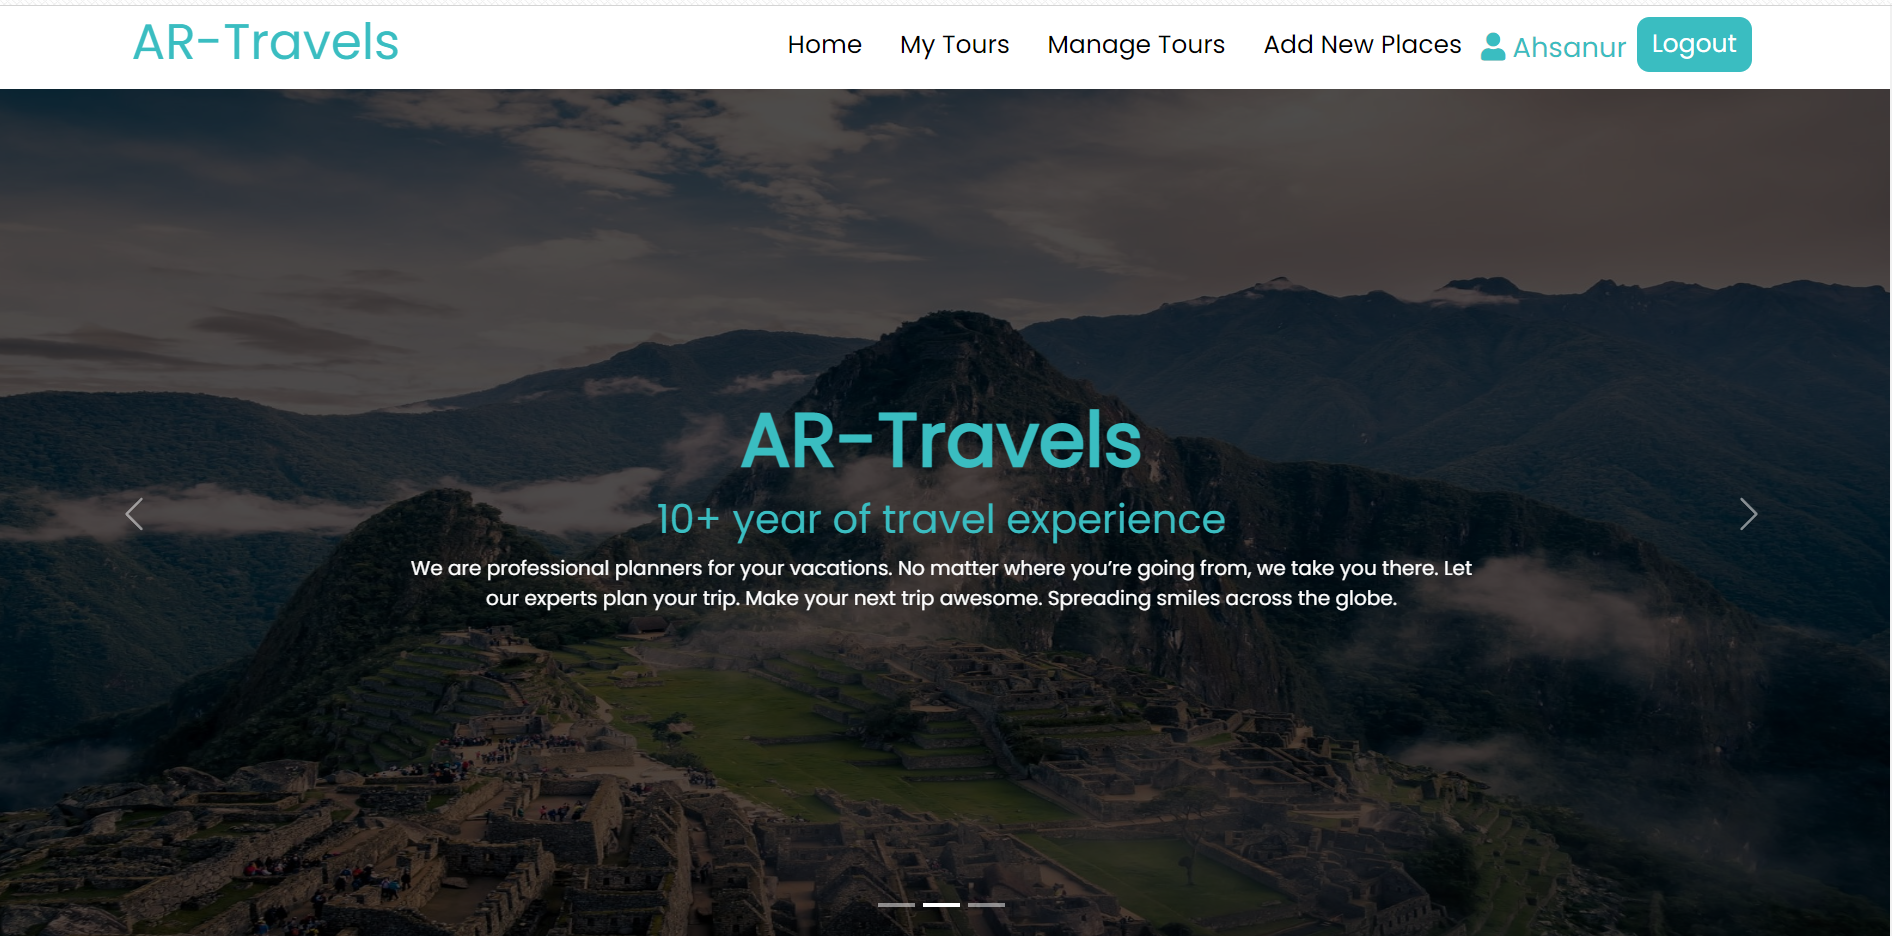 AR-Travels
Home My Tours Manage Tours Add New Places Ahsanur Logout
AR-Travels
10+ year of travel experience
We are professional planners for your vacations. No matter where you’re going from, we take you there. Let
our experts plan your trip. Make your next trip awesome. Spreading smiles across the globe.